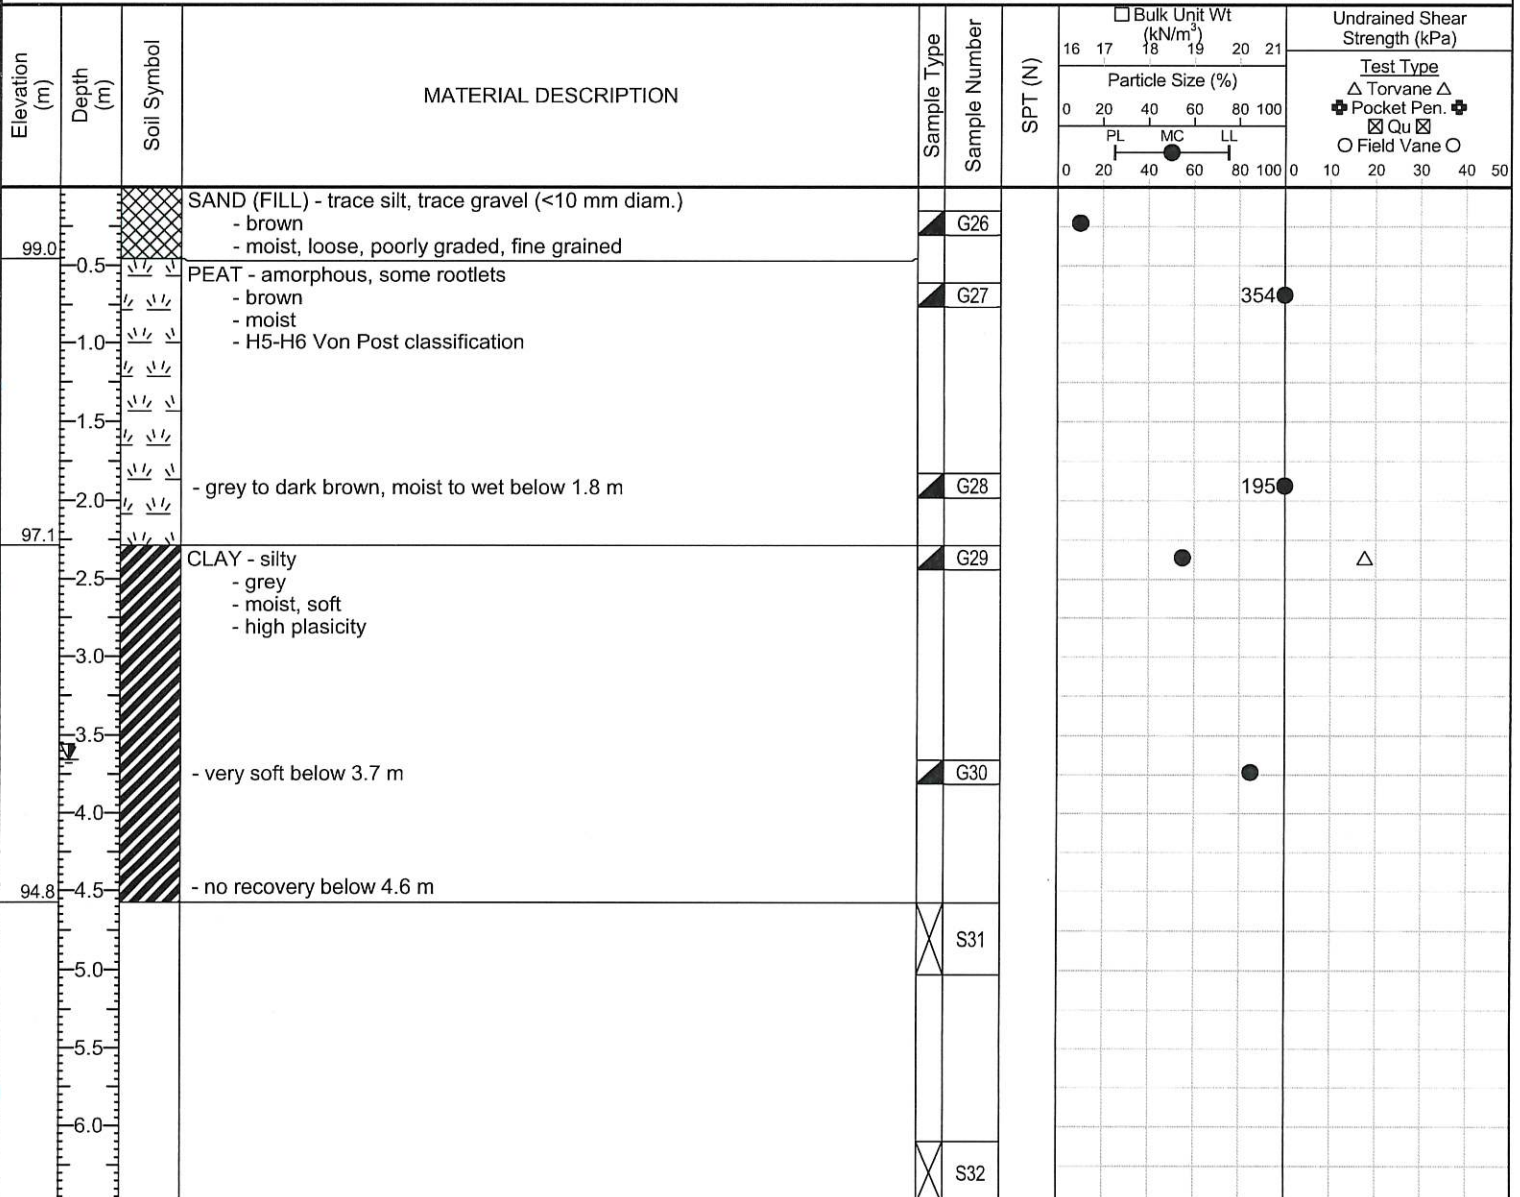 Elevation
(m)
Depth
(m)
Soil Symbol
MATERIAL DESCRIPTION
Sample Type
Sample Number
SPT (N)
Bulk Unit Wt
(kN/m³)
16 17 18 19 20 21
Particle Size (%)
0 20 40 60 80 100
PL MC LL
0 20 40 60 80 100
Undrained Shear
Strength (kPa)
Test Type
Torvane
Pocket Pen.
Qu
Field Vane
0 10 20 30 40 50
SAND (FILL) - trace silt, trace gravel (<10 mm diam.)
- brown
G26
- moist, loose, poorly graded, fine grained
99.0
0.5
PEAT - amorphous, some rootlets
- brown
G27
354
- moist
- H5-H6 Von Post classification
1.0
1.5
- grey to dark brown, moist to wet below 1.8 m
G28
195
2.0
97.1
CLAY - silty
G29
2.5
- grey
- moist, soft
- high plasicity
3.0
3.5
- very soft below 3.7 m
G30
4.0
94.8
4.5
- no recovery below 4.6 m
S31
5.0
5.5
6.0
S32